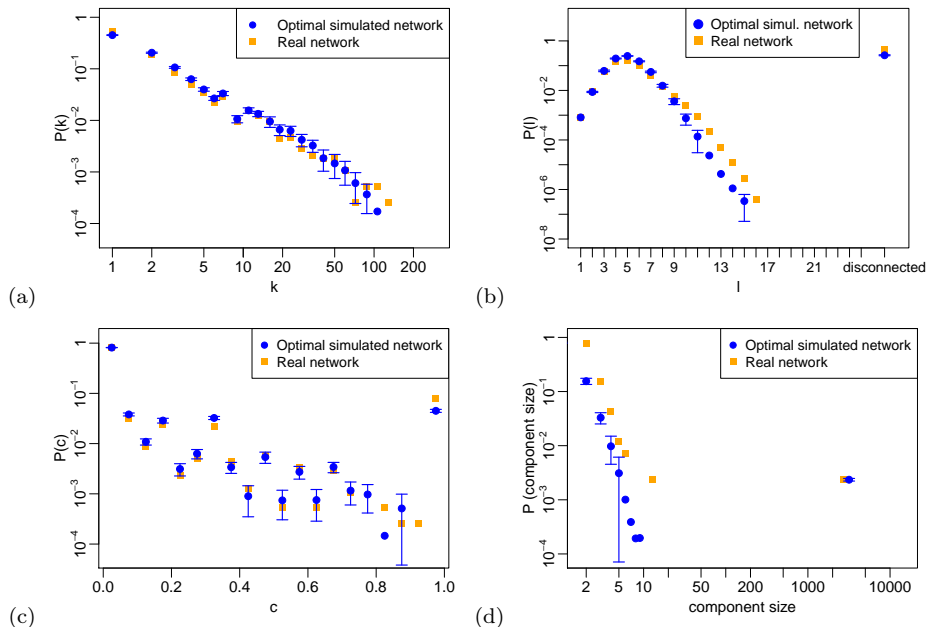 Optimal simulated network
Real network
P(k)
1
10⁻¹
10⁻²
10⁻³
10⁻⁴
1 2 5 10 20 50 100 200
k
(a)
Optimal simul. network
Real network
P(l)
1
10⁻²
10⁻⁴
10⁻⁶
10⁻⁸
1 3 5 7 9 13 17 21 disconnected
l
(b)
Optimal simulated network
Real network
P(c)
1
10⁻¹
10⁻²
10⁻³
10⁻⁴
0.0 0.2 0.4 0.6 0.8 1.0
c
(c)
Optimal simulated network
Real network
P (component size)
1
10⁻¹
10⁻²
10⁻³
10⁻⁴
2 5 10 50 200 1000 10000
component size
(d)